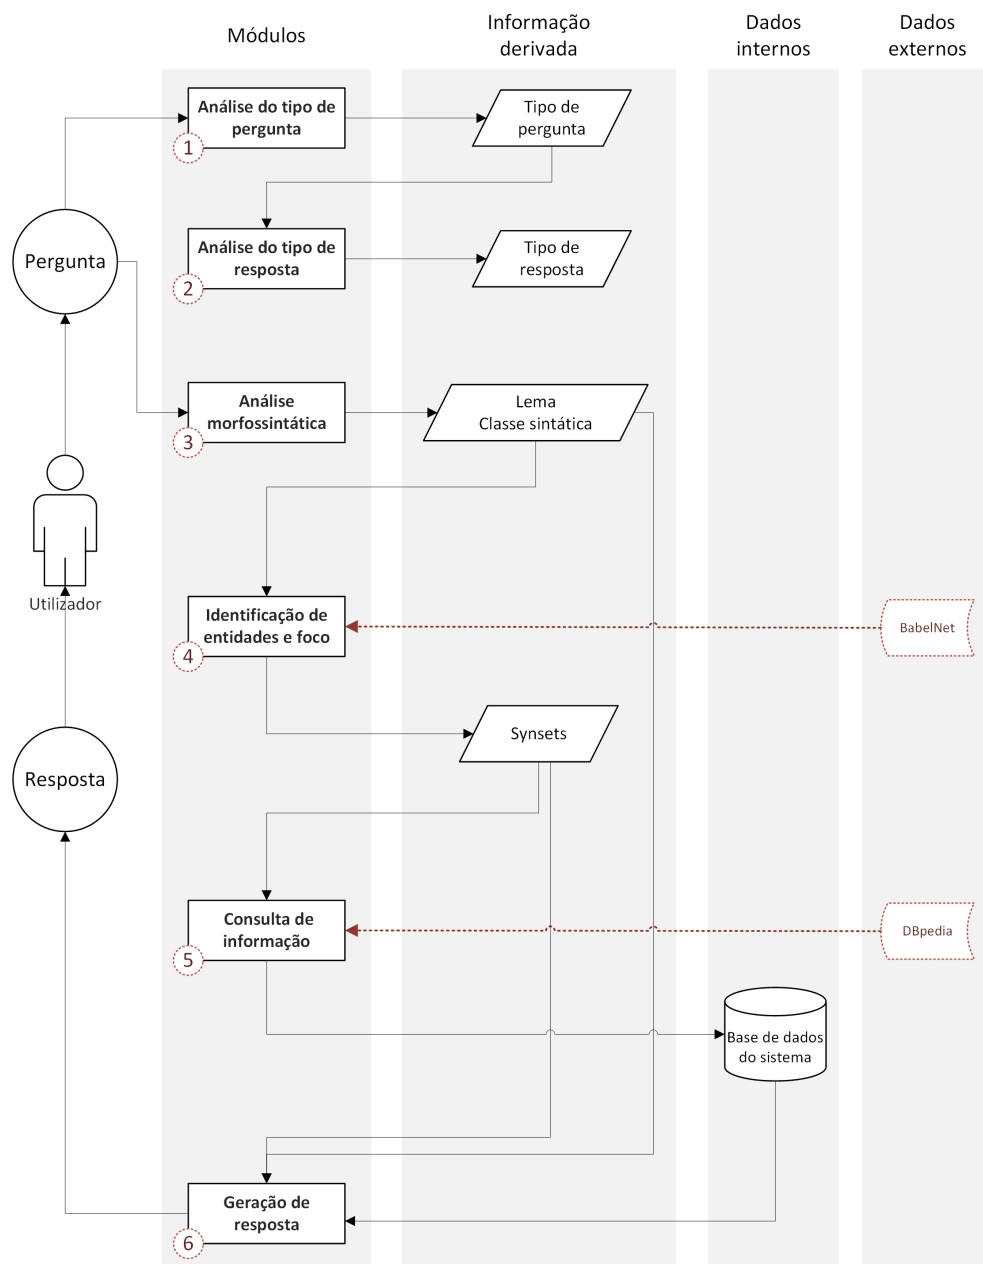 Módulos
Informação
derivada
Dados
internos
Dados
externos
Análise do tipo de
pergunta
1
Tipo de
pergunta
Pergunta
Análise do tipo de
resposta
2
Tipo de
resposta
Análise
morfossintática
3
Lema
Classe sintática
Utilizador
Identificação de
entidades e foco
4
BabelNet
Synsets
Resposta
Consulta de
informação
5
DBpedia
Base de dados
do sistema
Geração de
resposta
6